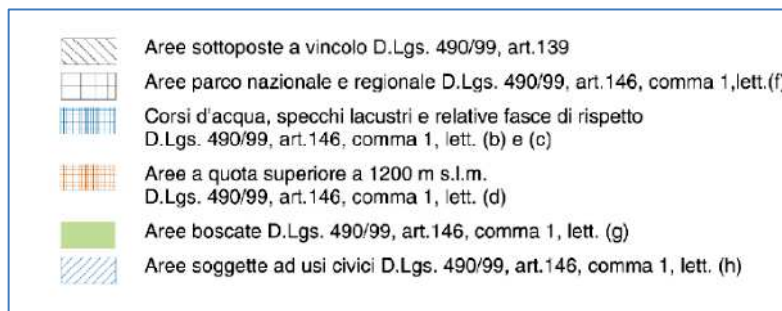 Aree sottoposte a vincolo D.Lgs. 490/99, art.139
Aree parco nazionale e regionale D.Lgs. 490/99, art.146, comma 1,lett.(f)
Corsi d'acqua, specchi lacustri e relative fasce di rispetto
D.Lgs. 490/99, art.146, comma 1, lett. (b) e (c)
Aree a quota superiore a 1200 m s.l.m.
D.Lgs. 490/99, art.146, comma 1, lett. (d)
Aree boscate D.Lgs. 490/99, art.146, comma 1, lett. (g)
Aree soggette ad usi civici D.Lgs. 490/99, art.146, comma 1, lett. (h)